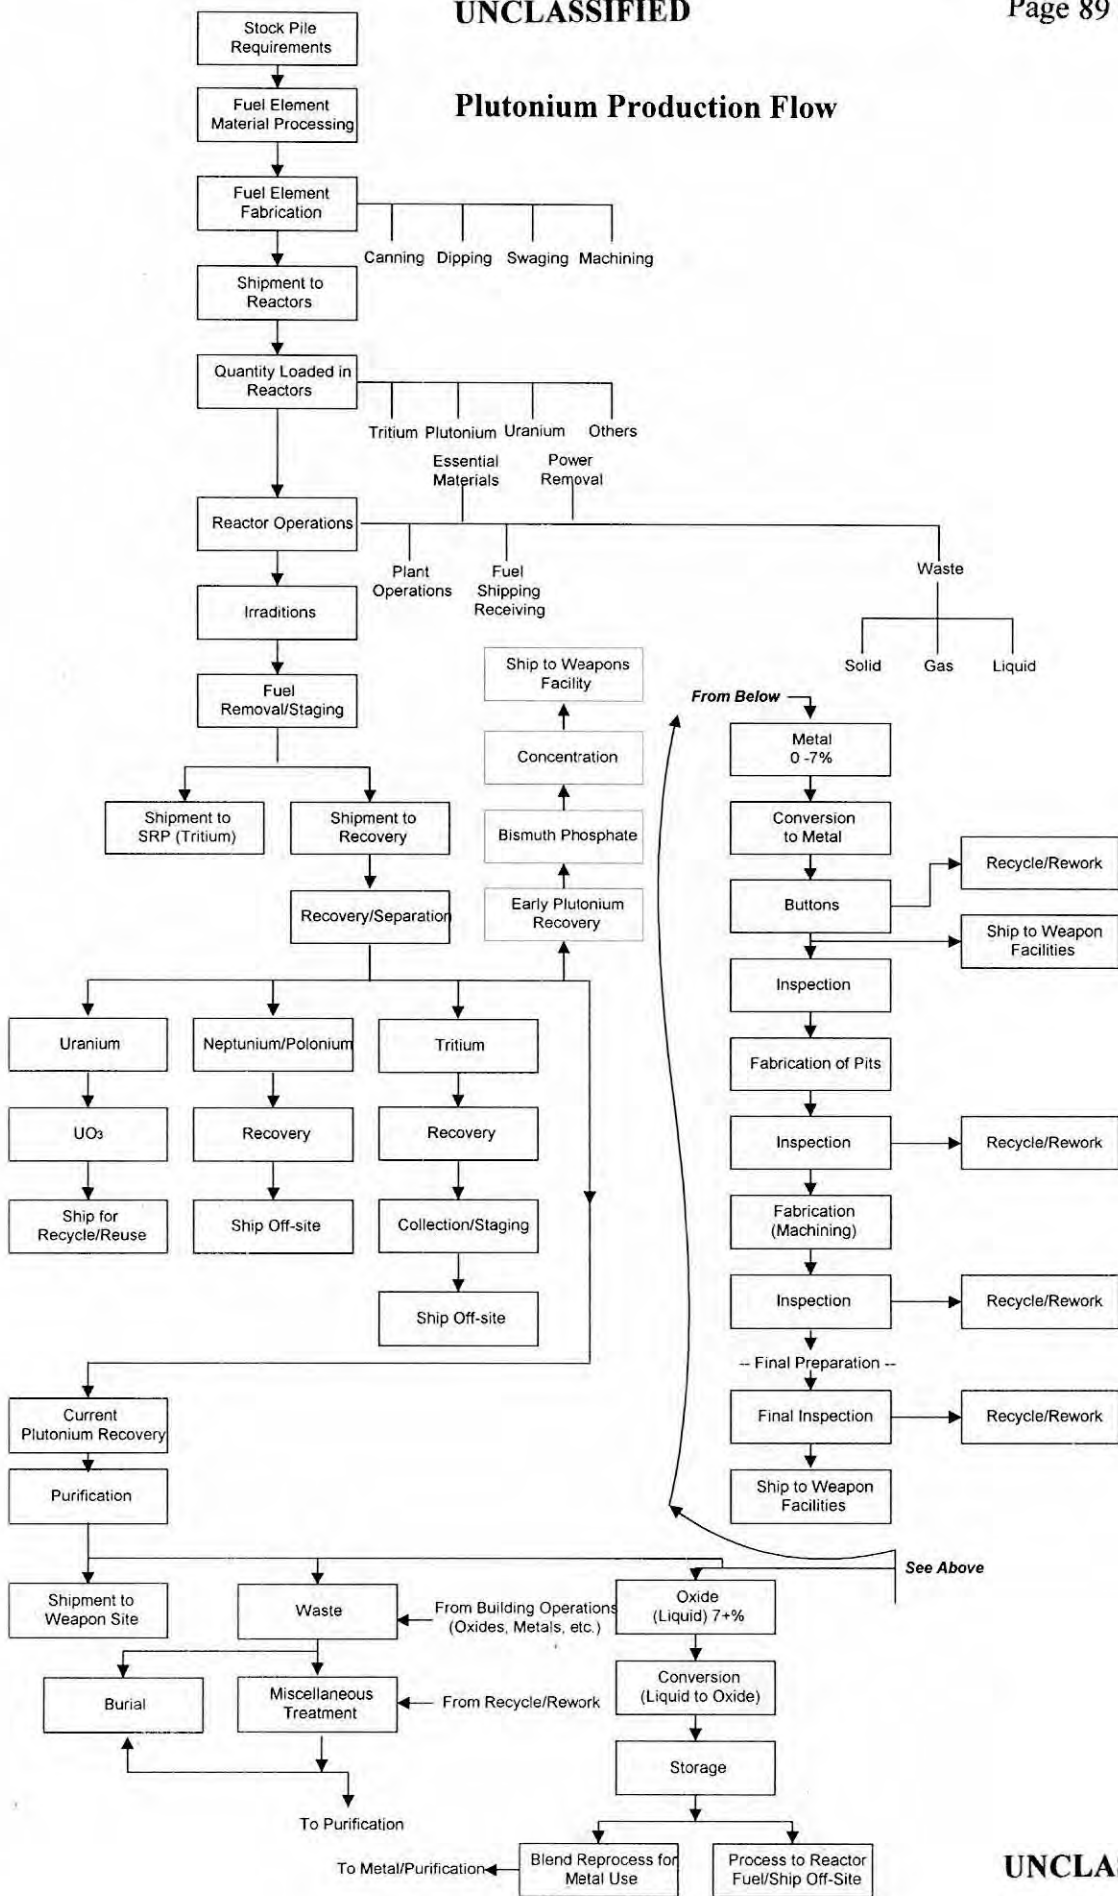 UNCLASSIFIED
Page 89
Plutonium Production Flow
Stock Pile
Requirements
Fuel Element
Material Processing
Fuel Element
Fabrication
Canning
Dipping
Swaging
Machining
Shipment to
Reactors
Quantity Loaded in
Reactors
Tritium
Plutonium
Uranium
Others
Essential
Materials
Power
Removal
Reactor Operations
Plant
Operations
Fuel
Shipping
Receiving
Waste
Solid
Gas
Liquid
Irraditions
Fuel
Removal/Staging
Shipment to
SRP (Tritium)
Shipment to
Recovery
Recovery/Separation
Ship to Weapons
Facility
Concentration
Bismuth Phosphate
Early Plutonium
Recovery
Uranium
UO3
Ship for
Recycle/Reuse
Neptunium/Polonium
Recovery
Ship Off-site
Tritium
Recovery
Collection/Staging
Ship Off-site
From Below
Metal
0 -7%
Conversion
to Metal
Buttons
Recycle/Rework
Ship to Weapon
Facilities
Inspection
Fabrication of Pits
Inspection
Recycle/Rework
Fabrication
(Machining)
Inspection
Recycle/Rework
-- Final Preparation --
Final Inspection
Recycle/Rework
Ship to Weapon
Facilities
See Above
Current
Plutonium Recovery
Purification
Shipment to
Weapon Site
Waste
From Building Operations
(Oxides, Metals, etc.)
Burial
Miscellaneous
Treatment
From Recycle/Rework
To Purification
Oxide
(Liquid) 7+%
Conversion
(Liquid to Oxide)
Storage
To Metal/Purification
Blend Reprocess for
Metal Use
Process to Reactor
Fuel/Ship Off-Site
UNCLAS